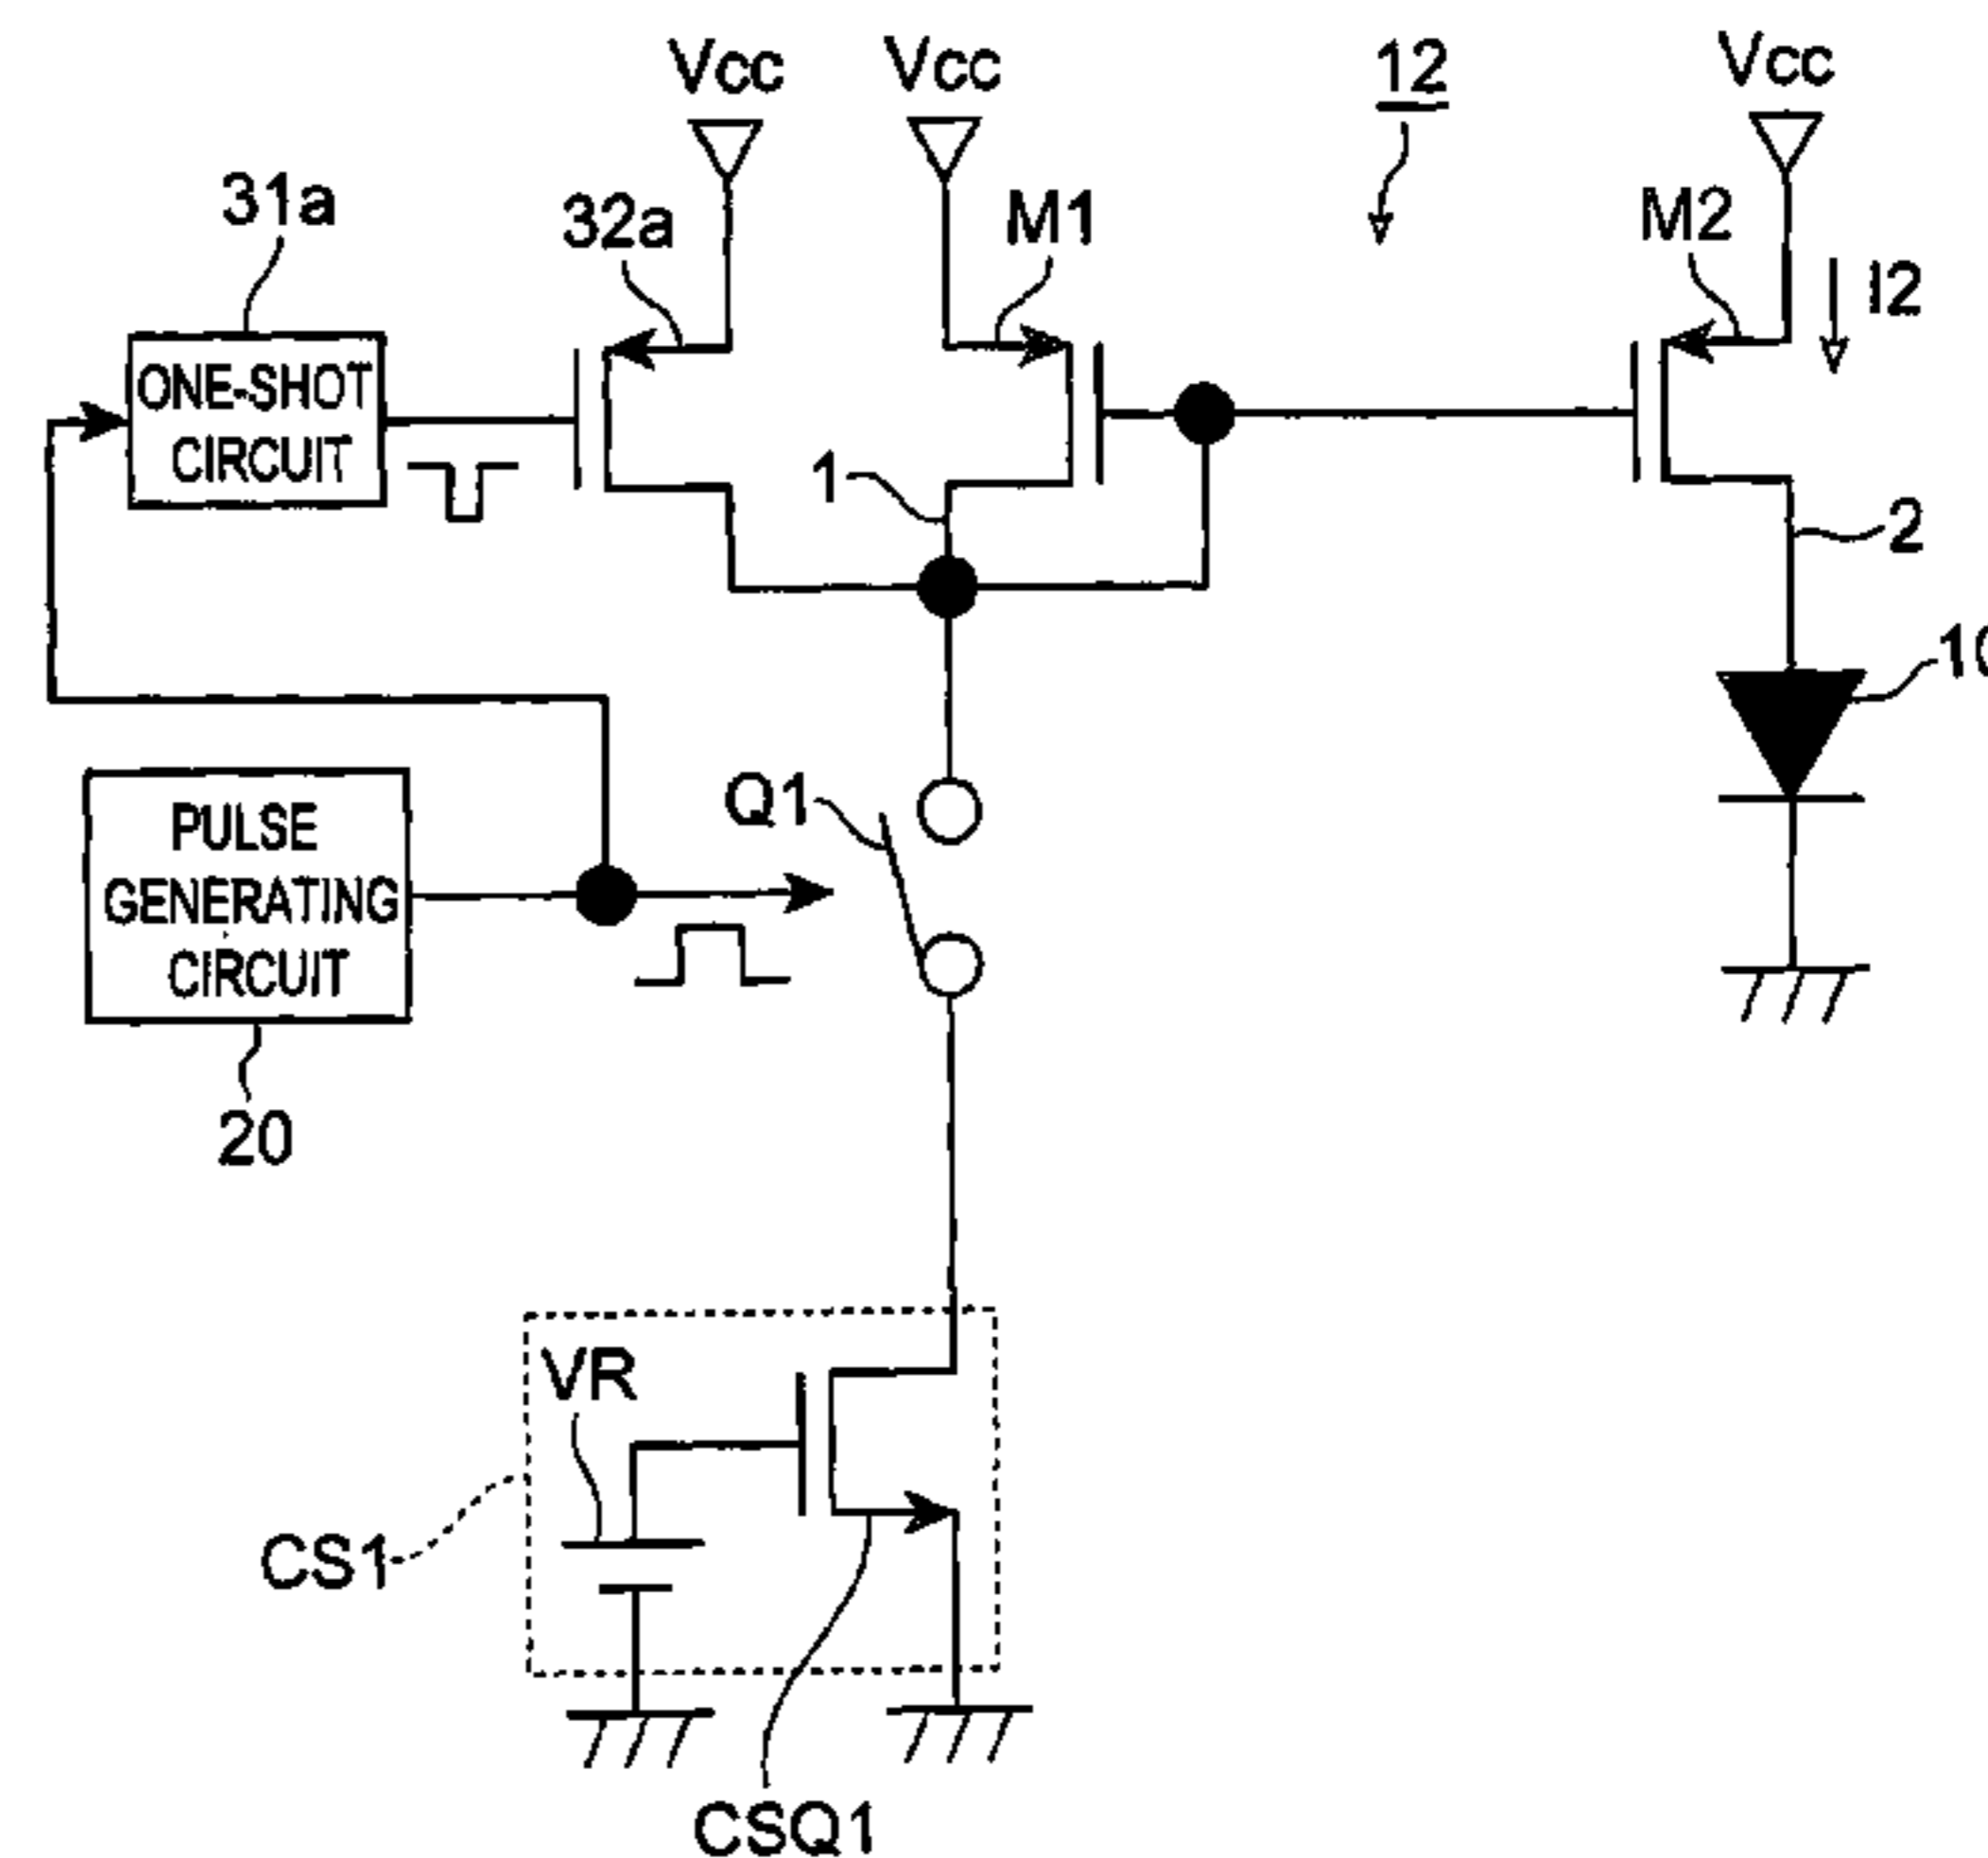 Vcc
Vcc
12
Vcc
31a
32a
M1
M2
I2
ONE-SHOT
CIRCUIT
1
2
Q1
PULSE
GENERATING
CIRCUIT
20
VR
CS1
CSQ1